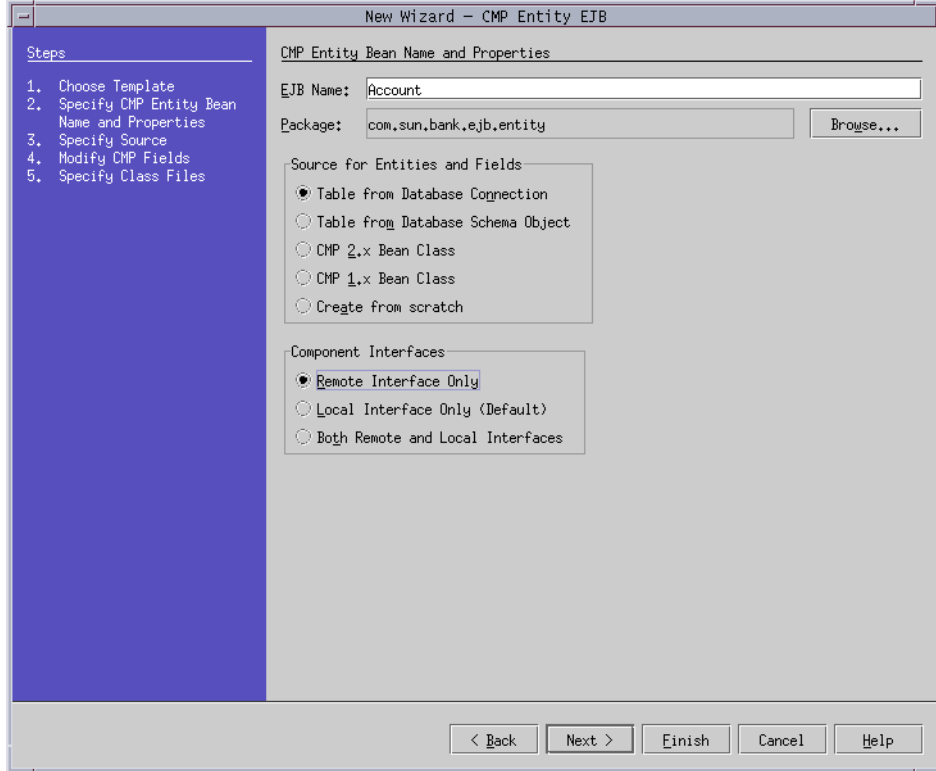 New Wizard – CMP Entity EJB
Steps
1. Choose Template
2. Specify CMP Entity Bean
Name and Properties
3. Specify Source
4. Modify CMP Fields
5. Specify Class Files
CMP Entity Bean Name and Properties
EJB Name: Account
Package: com.sun.bank.ejb.entity Browse...
Source for Entities and Fields
Table from Database Connection
Table from Database Schema Object
CMP 2.x Bean Class
CMP 1.x Bean Class
Create from scratch
Component Interfaces
Remote Interface Only
Local Interface Only (Default)
Both Remote and Local Interfaces
< Back Next > Finish Cancel Help